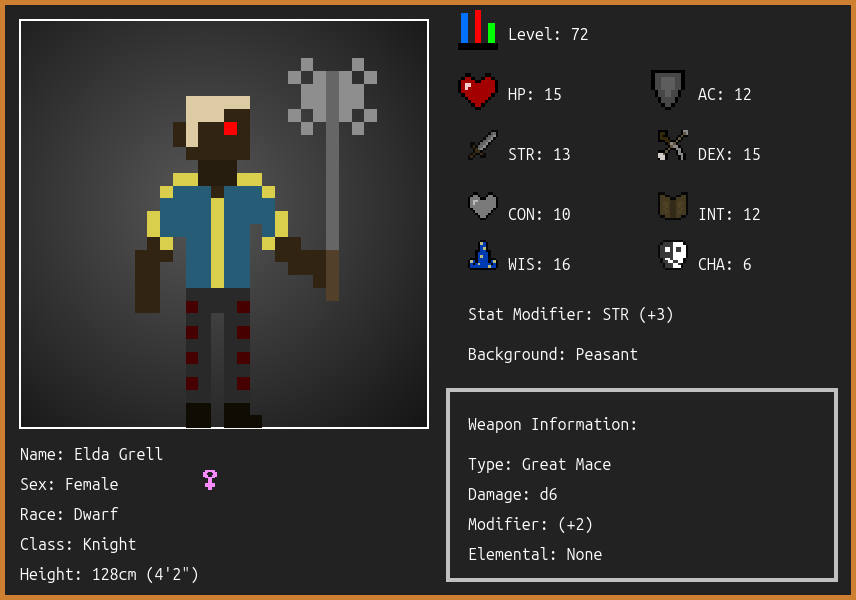 Level: 72
HP: 15
AC: 12
STR: 13
DEX: 15
CON: 10
INT: 12
WIS: 16
CHA: 6
Stat Modifier: STR (+3)
Background: Peasant
Weapon Information:
Type: Great Mace
Damage: d6
Modifier: (+2)
Elemental: None
Name: Elda Grell
Sex: Female
Race: Dwarf
Class: Knight
Height: 128cm (4'2")